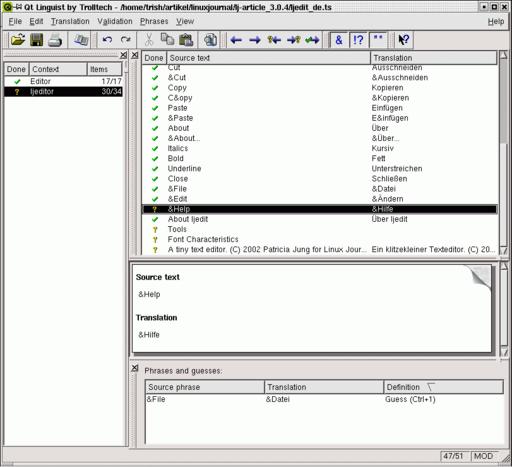 Qt Linguist by Trolltech - /home/trish/artikel/linuxjournal/lj-article_3.0.4/ljedit_de.ts
File Edit Translation Validation Phrases View Help
& !? "" ?
Done Context Items
Editor 17/17
? ljeditor 30/34
Done Source text Translation
Cut Ausschneiden
&Cut &Ausschneiden
Copy Kopieren
C&opy &Kopieren
Paste Einfügen
&Paste E&infügen
About Über
&About... &Über...
Italics Kursiv
Bold Fett
Underline Unterstreichen
Close Schließen
&File &Datei
&Edit &Ändern
? &Help &Hilfe
About ljedit Über ljedit
? Tools
? Font Characteristics
? A tiny text editor. (C) 2002 Patricia Jung for Linux Jour... Ein klitzekleiner Texteditor. (C) 20...
Source text
&Help
Translation
&Hilfe
Phrases and guesses:
Source phrase Translation Definition
&File &Datei Guess (Ctrl+1)
47/51 MOD